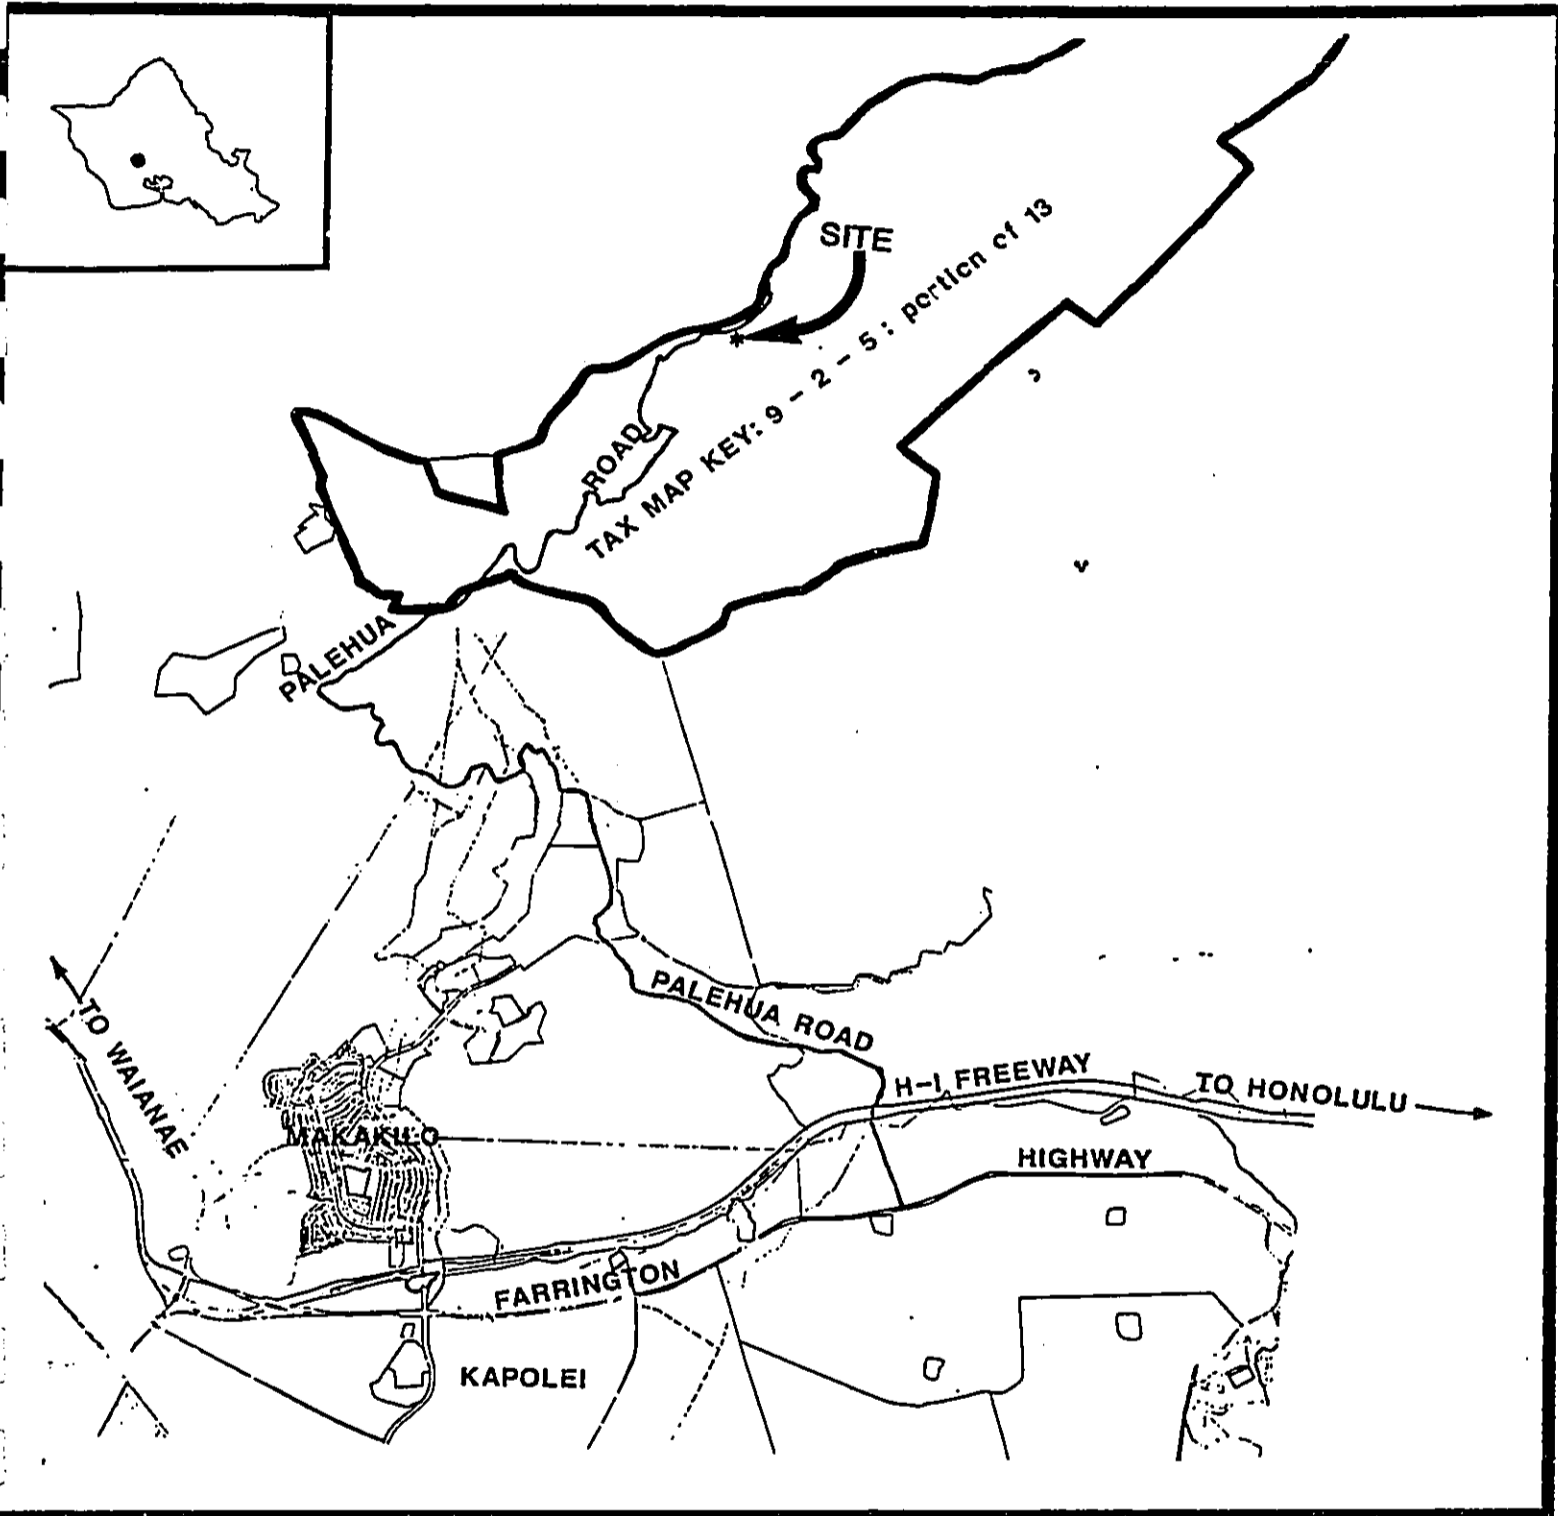 SITE
TAX MAP KEY: 9 - 2 - 5 : portion of 13
ROAD
PALEHUA
PALEHUA ROAD
TO WAIANAE
H-I FREEWAY
TO HONOLULU
MAKAKILO
HIGHWAY
FARRINGTON
KAPOLEI